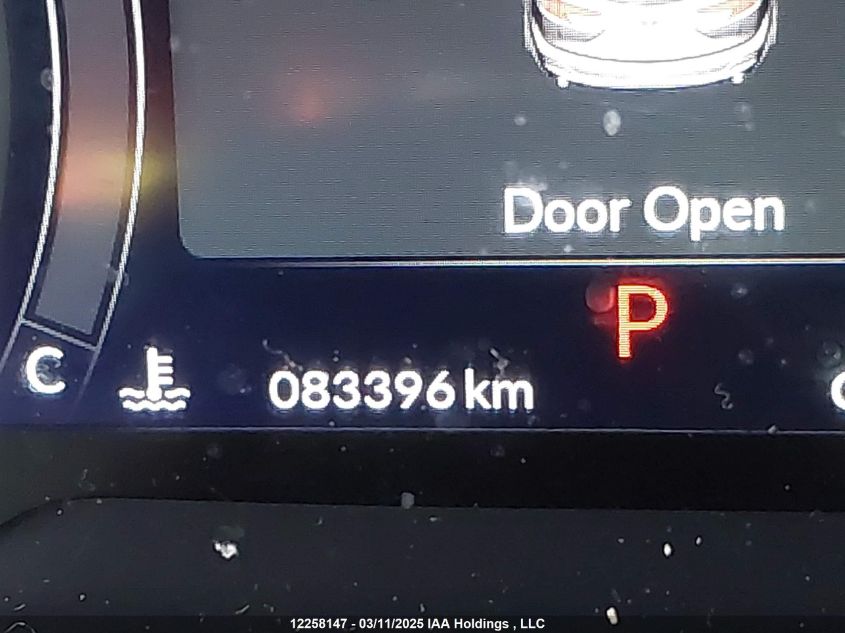 Door Open
P
C
083396 km
12258147 - 03/11/2025 IAA Holdings , LLC